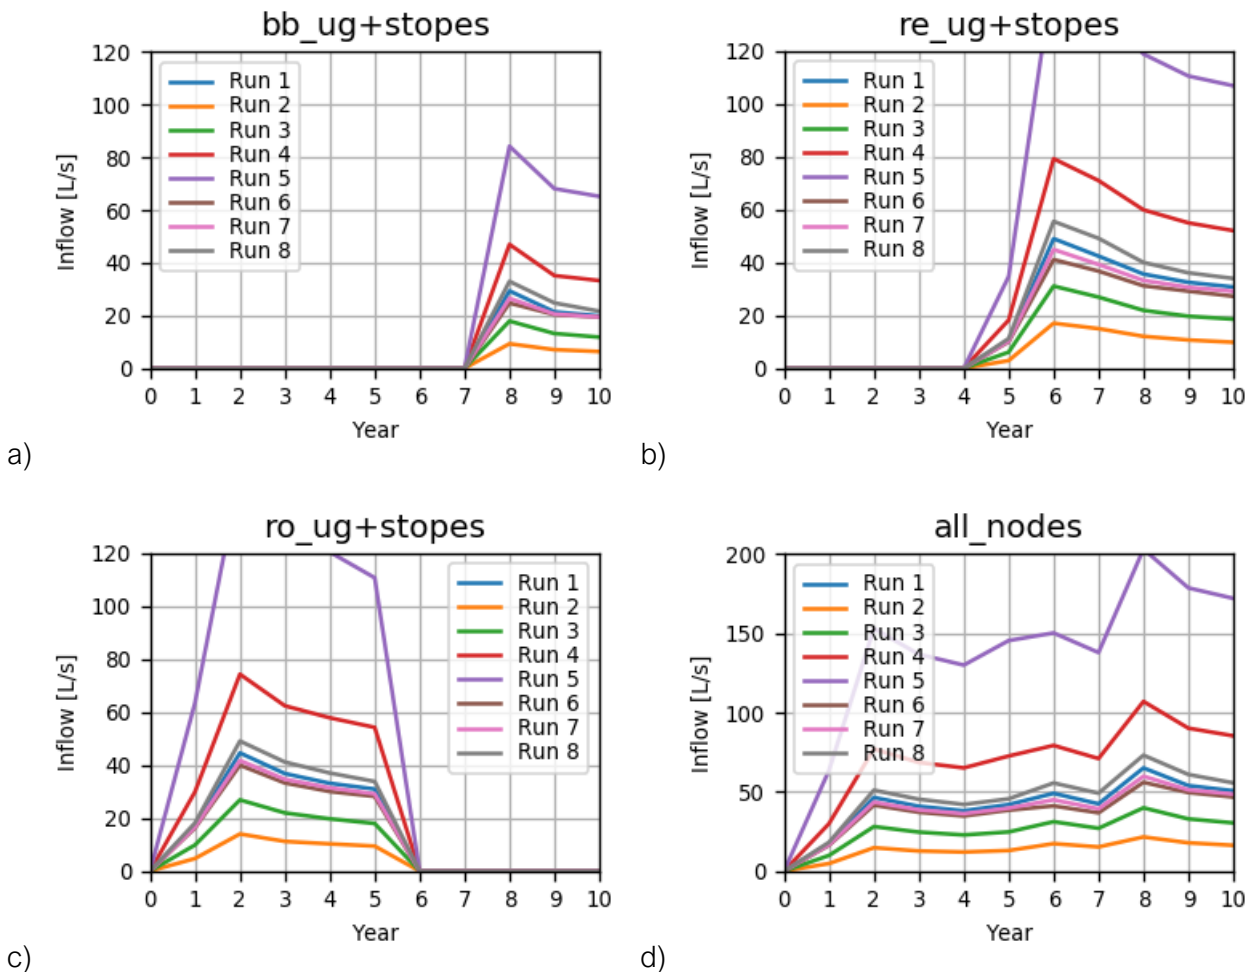 bb_ug+stopes
120
100
80
60
40
20
0
Inflow [L/s]
Run 1
Run 2
Run 3
Run 4
Run 5
Run 6
Run 7
Run 8
0 1 2 3 4 5 6 7 8 9 10
Year
a)
re_ug+stopes
120
100
80
60
40
20
0
Inflow [L/s]
Run 1
Run 2
Run 3
Run 4
Run 5
Run 6
Run 7
Run 8
0 1 2 3 4 5 6 7 8 9 10
Year
b)
ro_ug+stopes
120
100
80
60
40
20
0
Inflow [L/s]
Run 1
Run 2
Run 3
Run 4
Run 5
Run 6
Run 7
Run 8
0 1 2 3 4 5 6 7 8 9 10
Year
c)
all_nodes
200
150
100
50
0
Inflow [L/s]
Run 1
Run 2
Run 3
Run 4
Run 5
Run 6
Run 7
Run 8
0 1 2 3 4 5 6 7 8 9 10
Year
d)